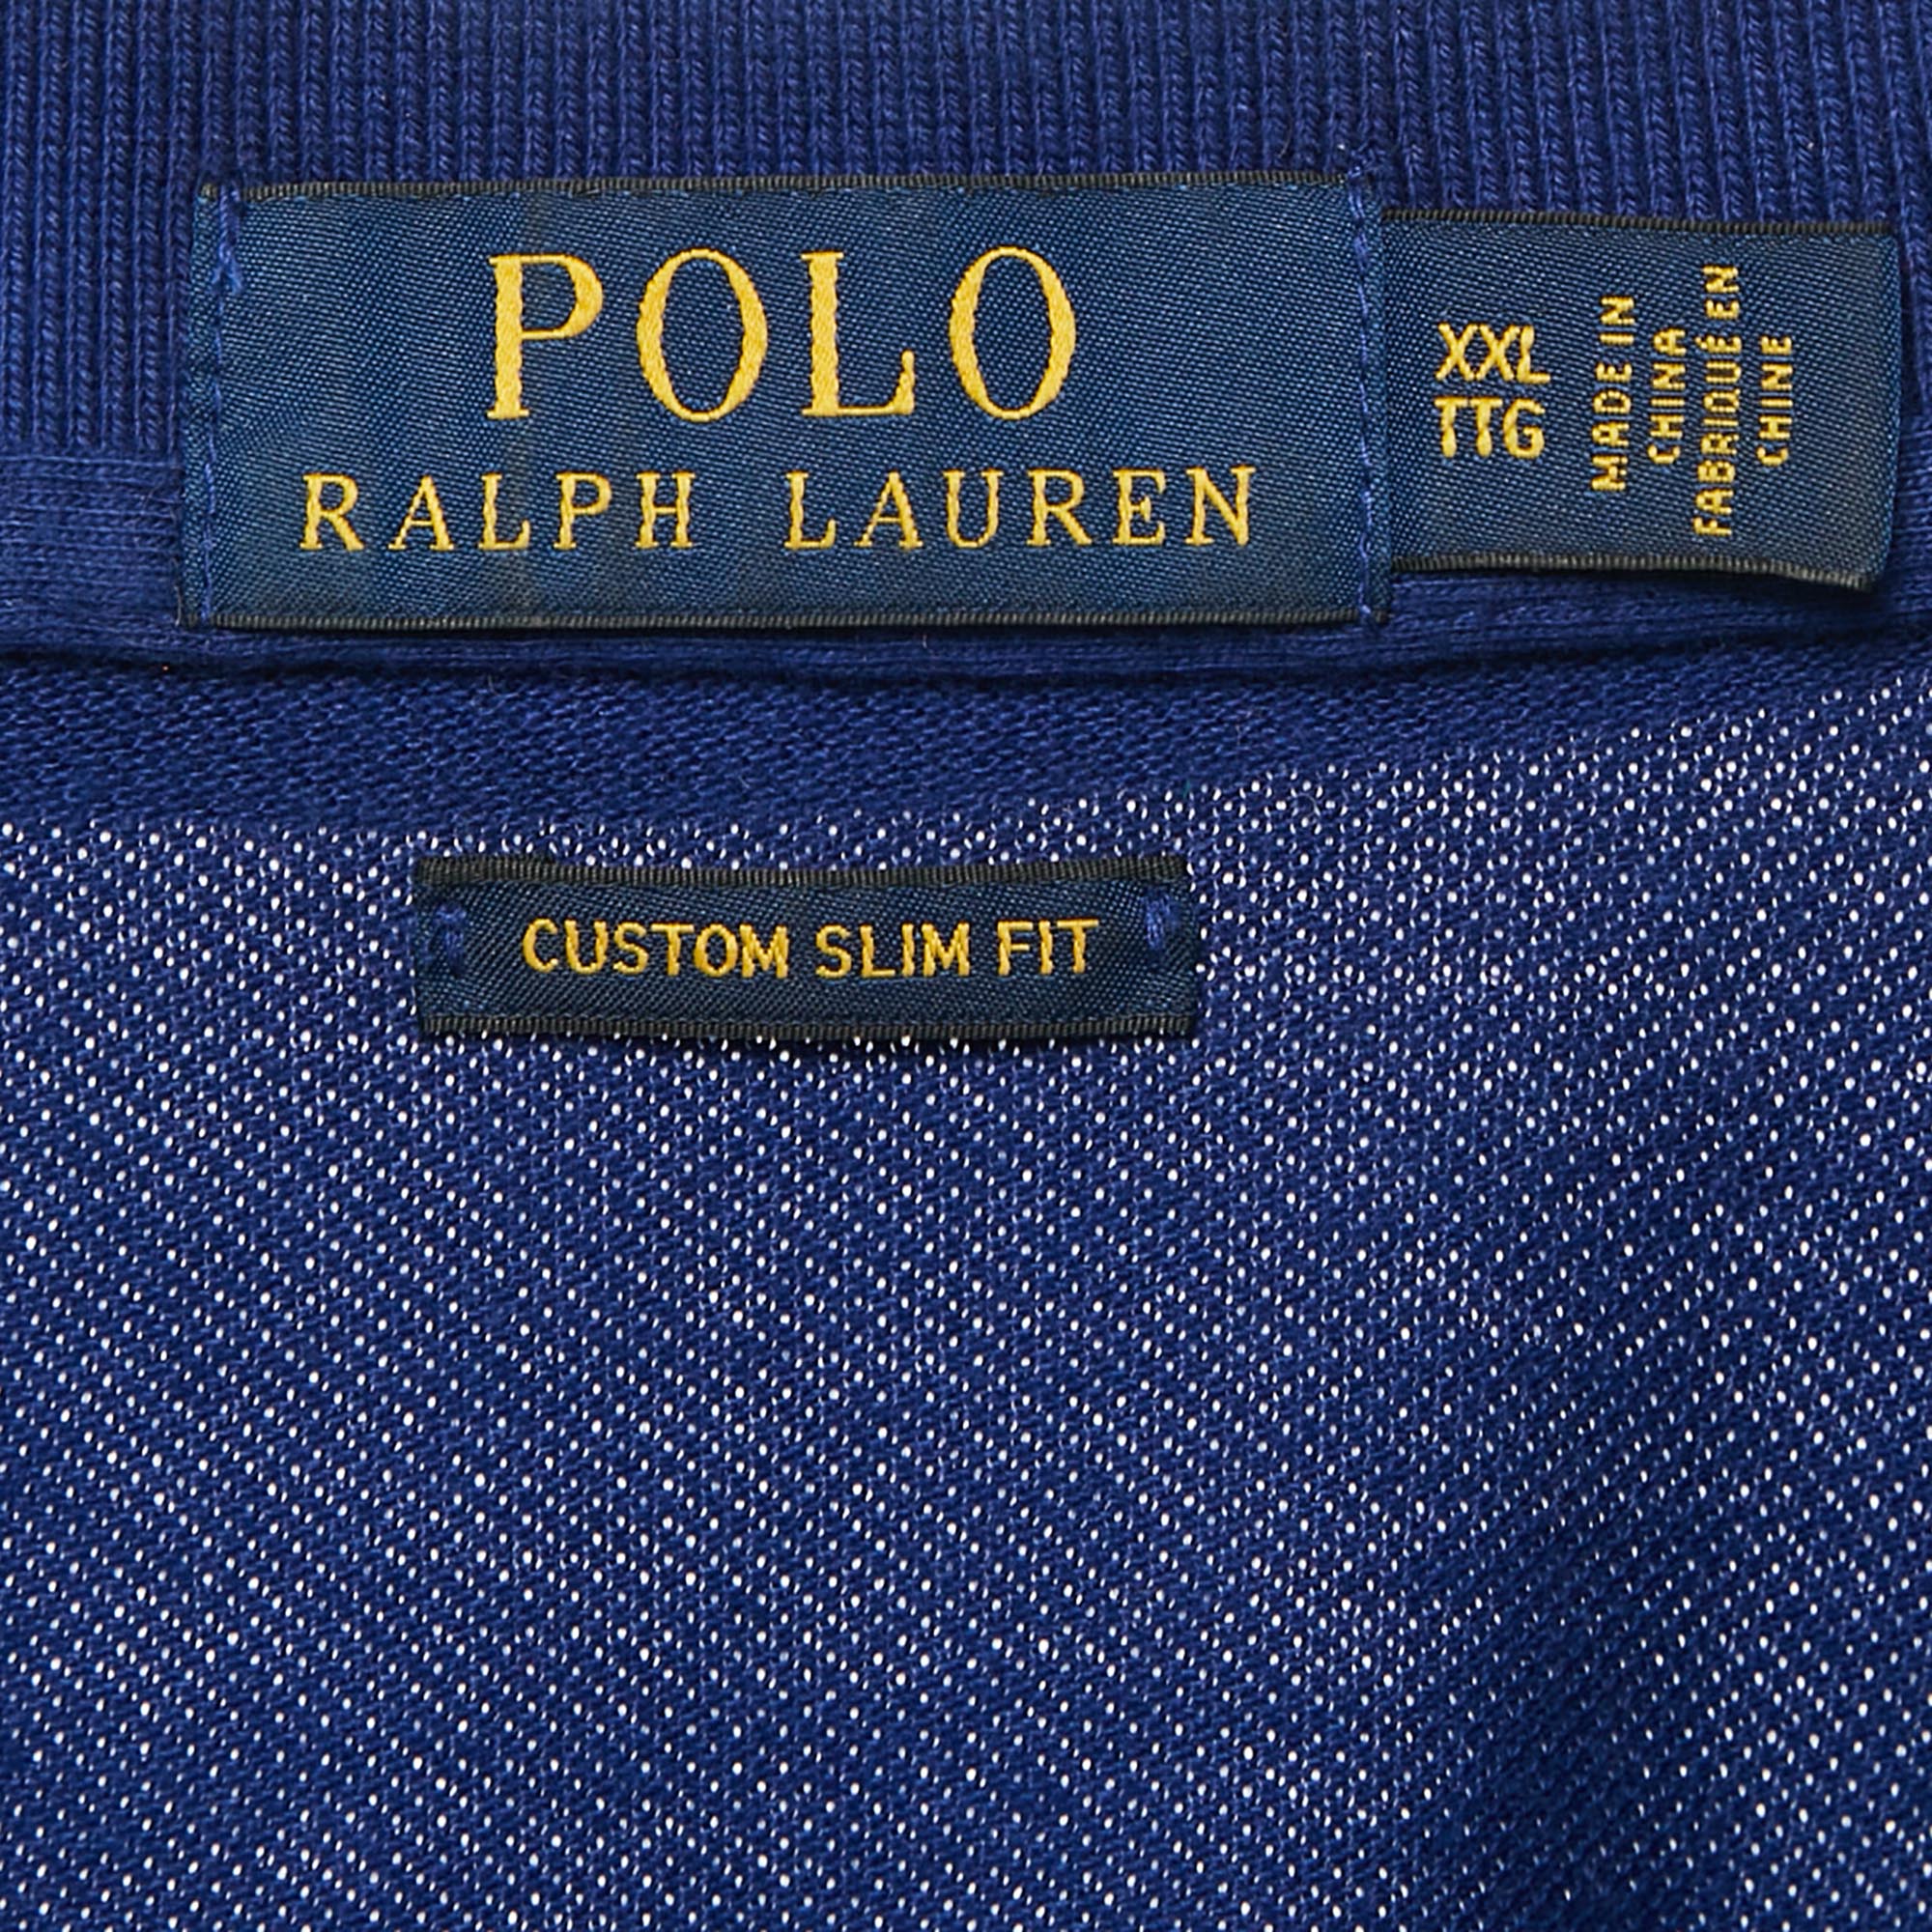 POLO
RALPH LAUREN
XXL
TTG
MADE IN
CHINA
FABRIQUÉ EN
CHINE
CUSTOM SLIM FIT